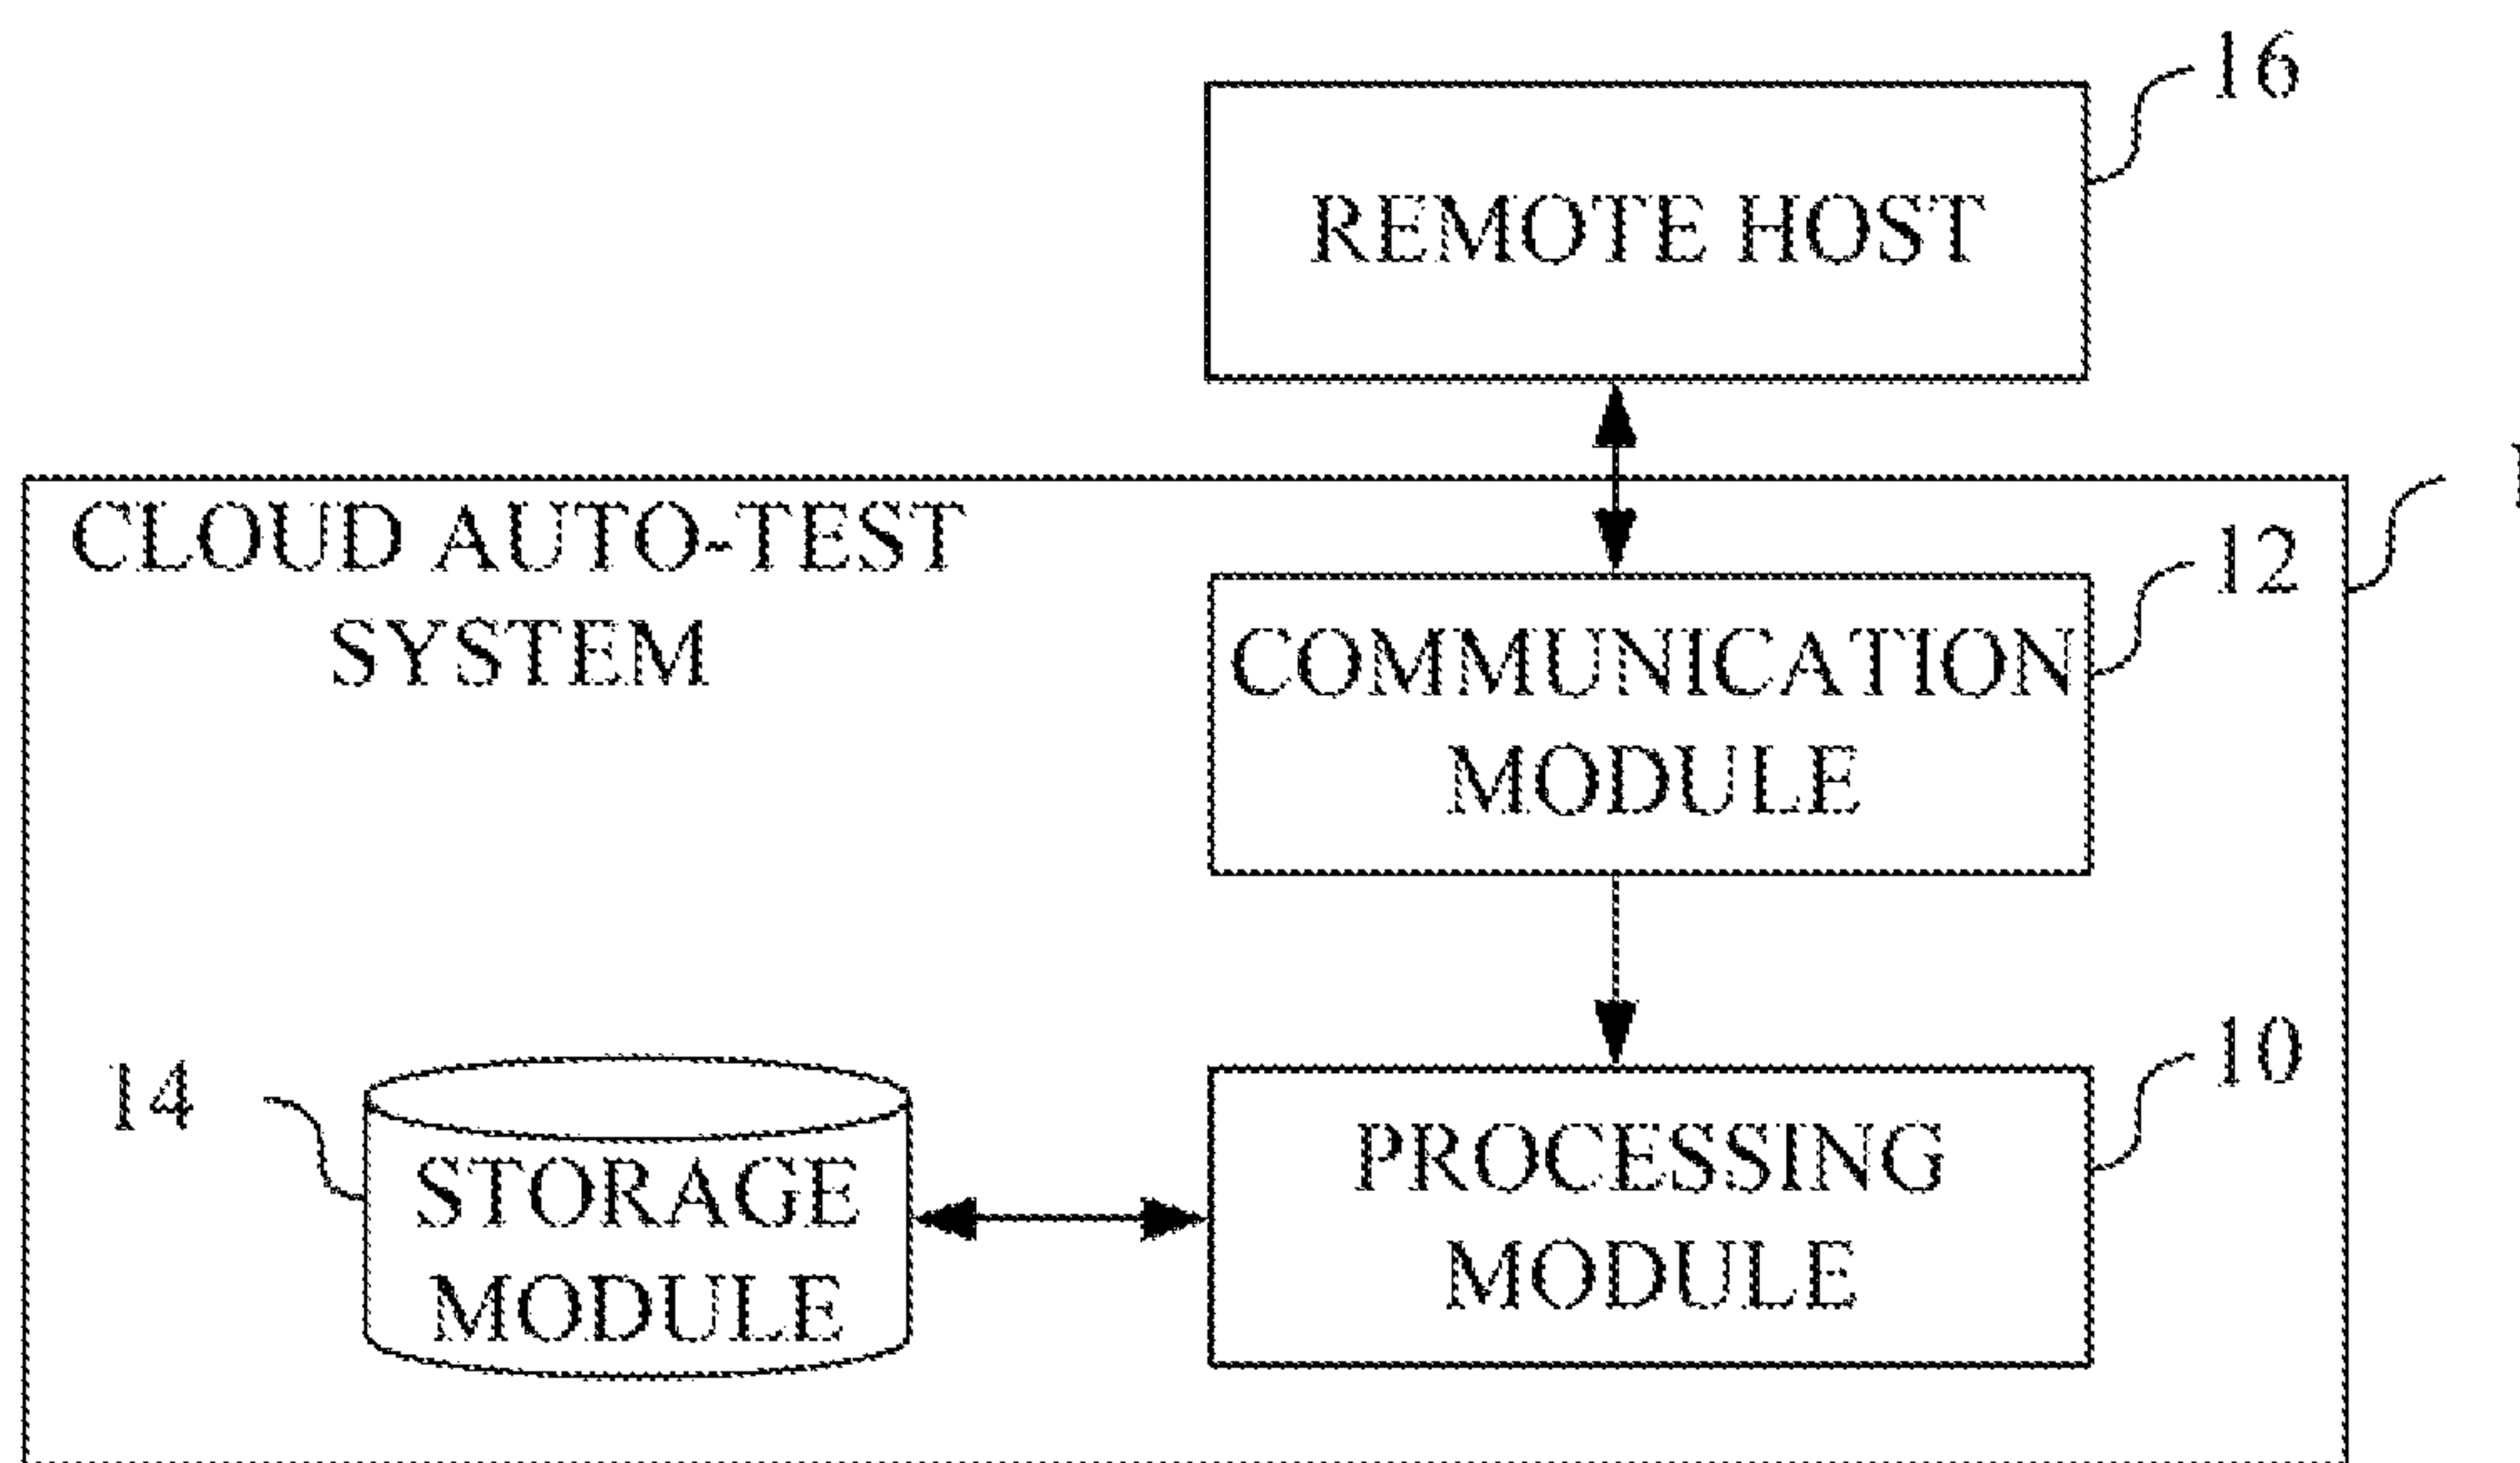 16
REMOTE HOST
CLOUD AUTO-TEST
SYSTEM
12
COMMUNICATION
MODULE
10
14
PROCESSING
MODULE
STORAGE
MODULE